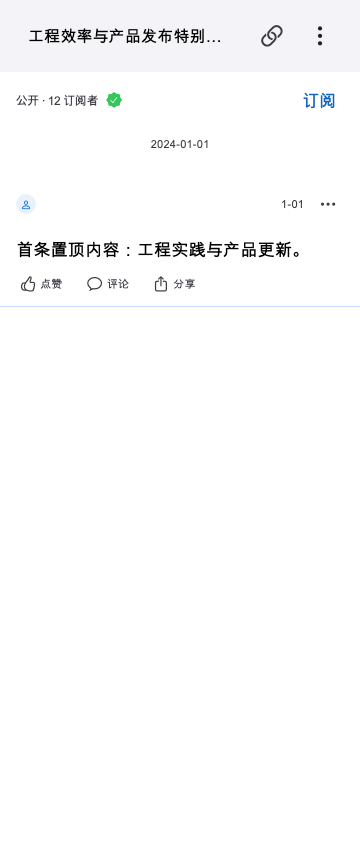 工程效率与产品发布特别...
公开 · 12 订阅者
订阅
2024-01-01
1-01
首条置顶内容：工程实践与产品更新。
点赞 评论 分享